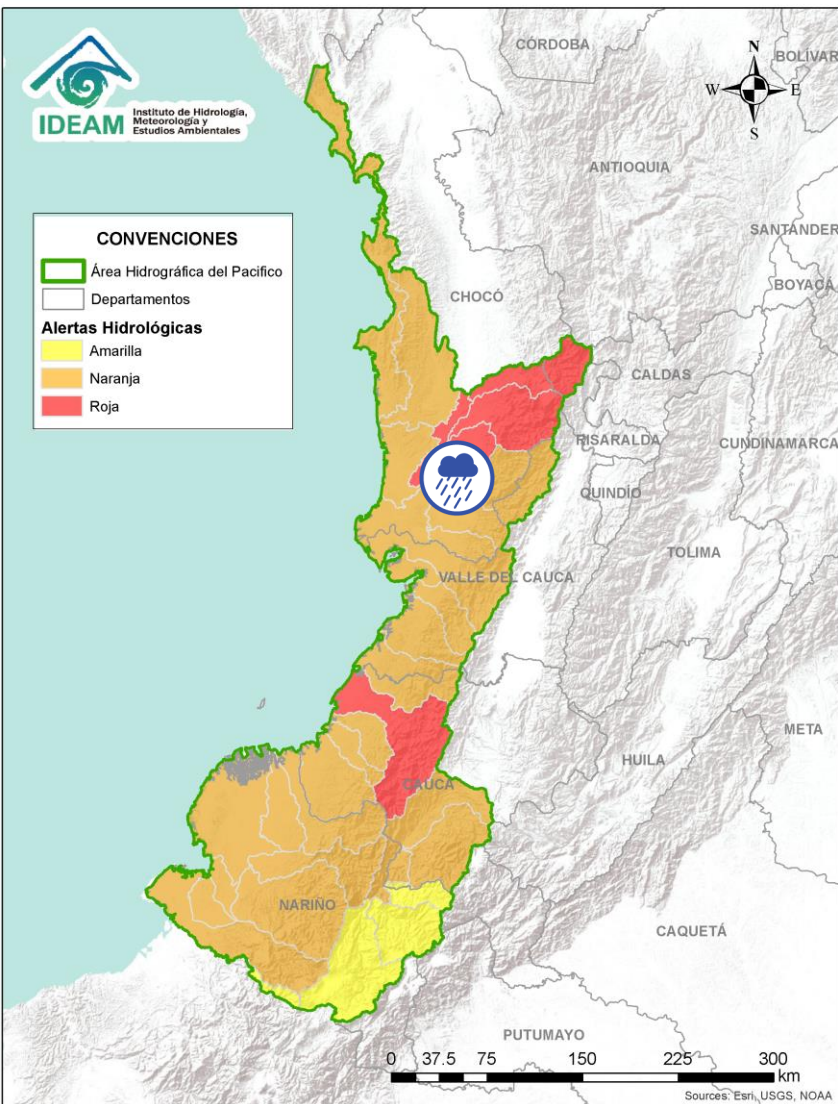 IDEAM
Instituto de Hidrología,
Meteorología y
Estudios Ambientales
N
W
E
S
CONVENCIONES
Área Hidrográfica del Pacifico
Departamentos
Alertas Hidrológicas
Amarilla
Naranja
Roja
CÓRDOBA
BOLÍVAR
ANTIOQUIA
SANTANDER
BOYACÁ
CHOCÓ
CALDAS
RISARALDA
CUNDINAMARCA
QUINDÍO
TOLIMA
VALLE DEL CAUCA
META
HUILA
CAUCA
NARIÑO
CAQUETÁ
PUTUMAYO
0 37.5 75 150 225 300
km
Sources: Esri, USGS, NOAA